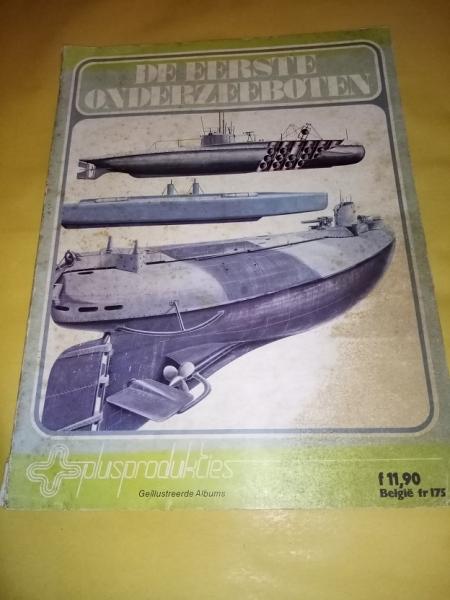 DE EERSTE
ONDERZEEBOTEN
plusprodukties
Geïllustreerde Albums
f 11,90
België fr 175